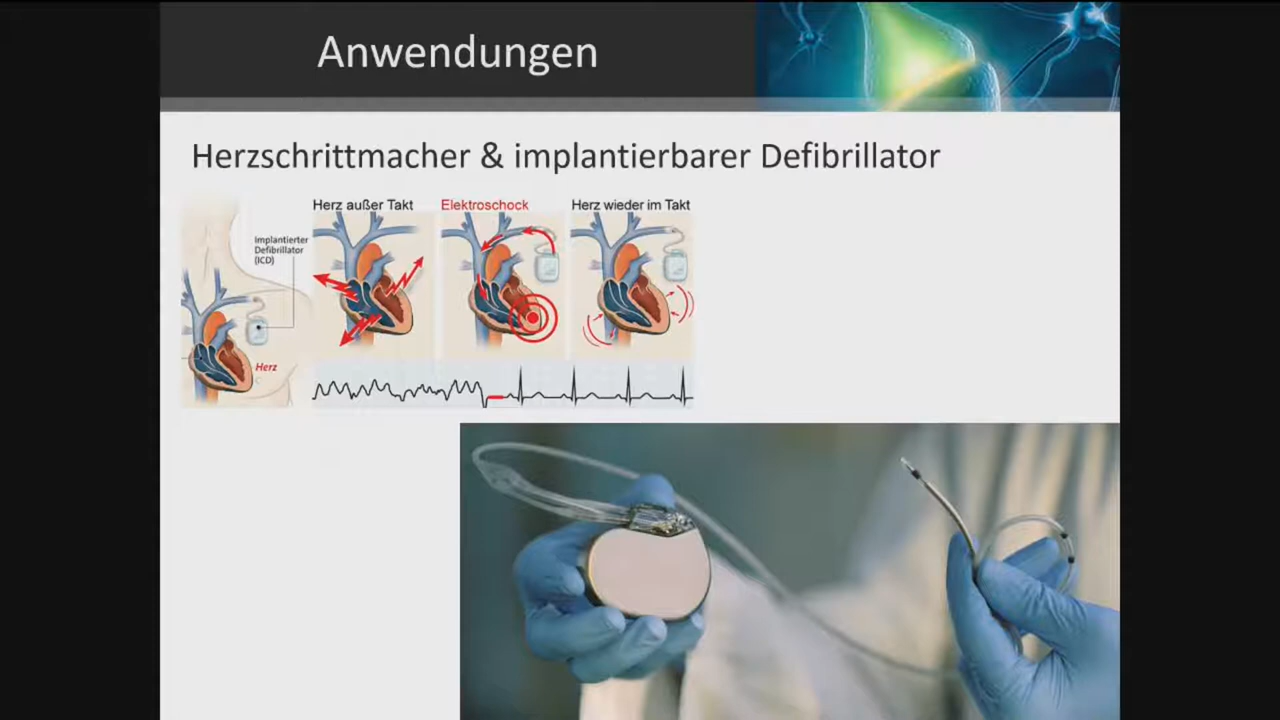 Anwendungen
Herzschrittmacher & implantierbarer Defibrillator
Herz außer Takt
Elektroschock
Herz wieder im Takt
Implantierter
Defibrillator
(ICD)
Herz